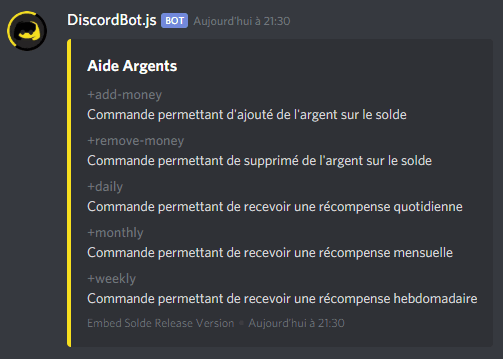 DiscordBot.js BOT Aujourd'hui à 21:30
Aide Argents
+add-money
Commande permettant d'ajouté de l'argent sur le solde
+remove-money
Commande permettant de supprimé de l'argent sur le solde
+daily
Commande permettant de recevoir une récompense quotidienne
+monthly
Commande permettant de recevoir une récompense mensuelle
+weekly
Commande permettant de recevoir une récompense hebdomadaire
Embed Solde Release Version • Aujourd'hui à 21:30